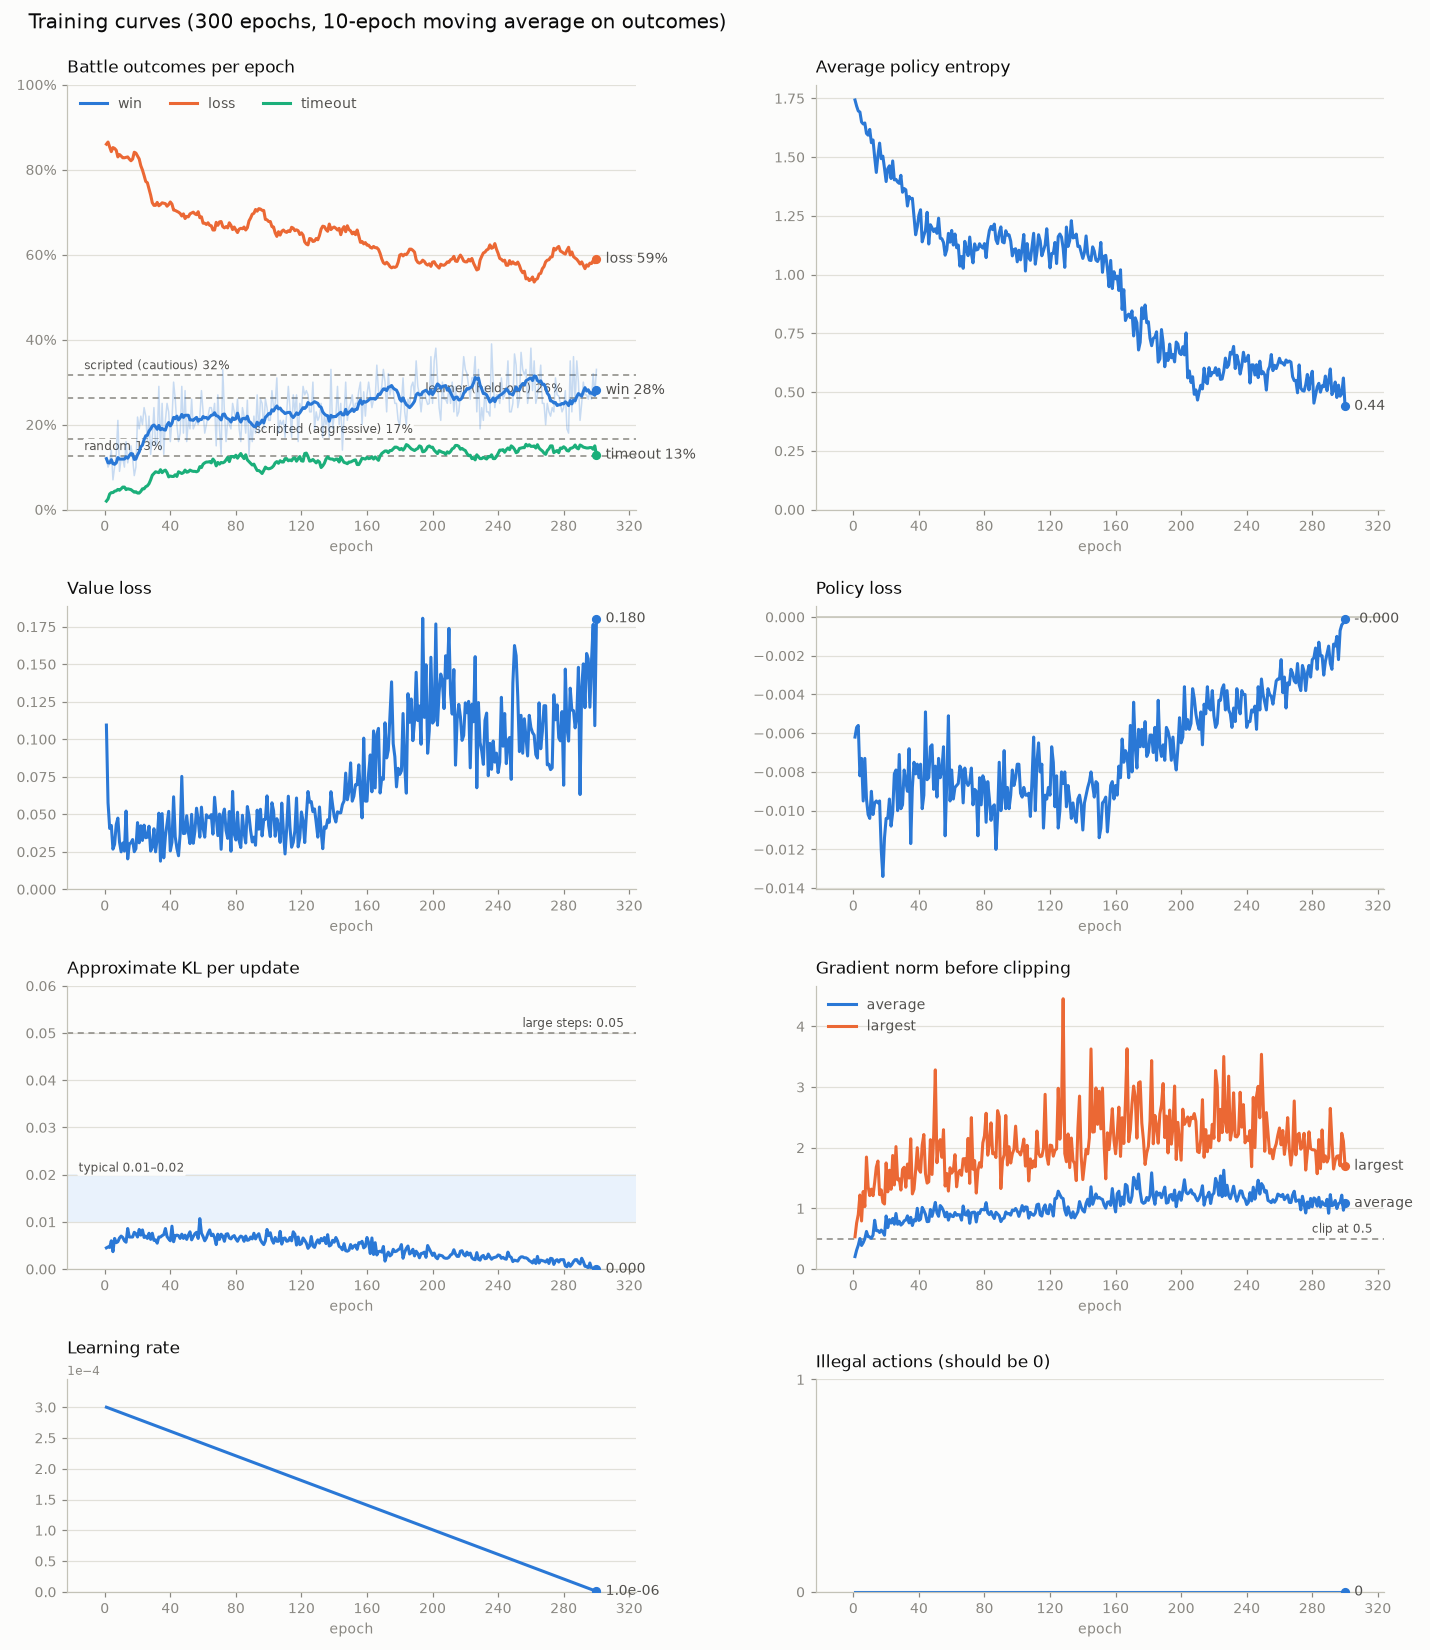 Training curves (300 epochs, 10-epoch moving average on outcomes)
Battle outcomes per epoch
100%
80%
60%
40%
20%
0%
win loss timeout
loss 59%
scripted (cautious) 32%
learner (held-out) 26%
win 28%
scripted (aggressive) 17%
random 13%
timeout 13%
0 40 80 120 160 200 240 280 320
epoch
Average policy entropy
1.75
1.50
1.25
1.00
0.75
0.50
0.25
0.00
0.44
0 40 80 120 160 200 240 280 320
epoch
Value loss
0.175
0.150
0.125
0.100
0.075
0.050
0.025
0.000
0.180
0 40 80 120 160 200 240 280 320
epoch
Policy loss
0.000
−0.002
−0.004
−0.006
−0.008
−0.010
−0.012
−0.014
-0.000
0 40 80 120 160 200 240 280 320
epoch
Approximate KL per update
0.06
0.05
0.04
0.03
0.02
0.01
0.00
large steps: 0.05
typical 0.01–0.02
0.000
0 40 80 120 160 200 240 280 320
epoch
Gradient norm before clipping
average
largest
4
3
2
1
0
largest
average
clip at 0.5
0 40 80 120 160 200 240 280 320
epoch
Learning rate
1e−4
3.0
2.5
2.0
1.5
1.0
0.5
0.0
1.0e-06
0 40 80 120 160 200 240 280 320
epoch
Illegal actions (should be 0)
1
0
0
0 40 80 120 160 200 240 280 320
epoch